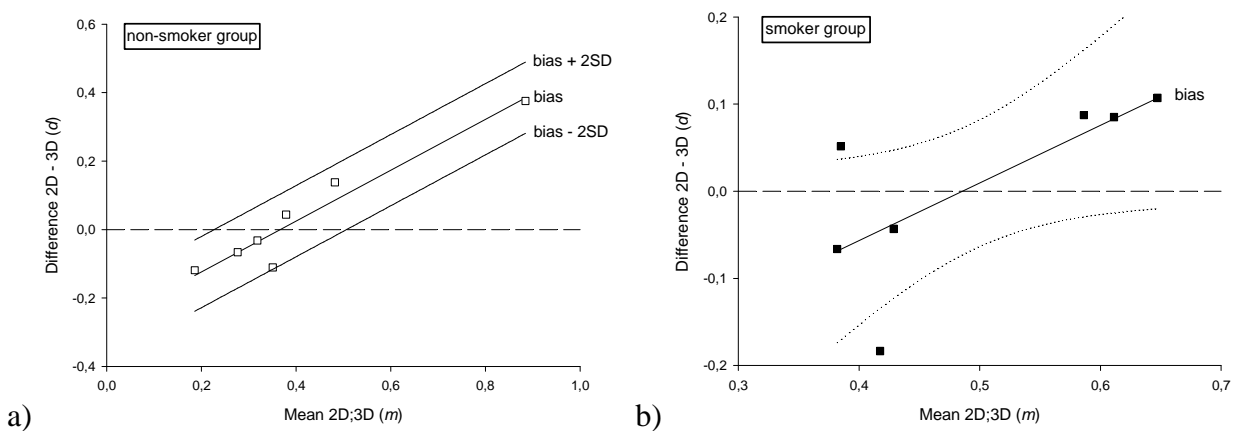 non-smoker group
0,6
0,4
0,2
0,0
-0,2
-0,4
Difference 2D - 3D (d)
bias + 2SD
bias
bias - 2SD
0,0 0,2 0,4 0,6 0,8 1,0
Mean 2D;3D (m)
a)
smoker group
0,2
0,1
0,0
-0,1
-0,2
Difference 2D - 3D (d)
bias
0,3 0,4 0,5 0,6 0,7
Mean 2D;3D (m)
b)